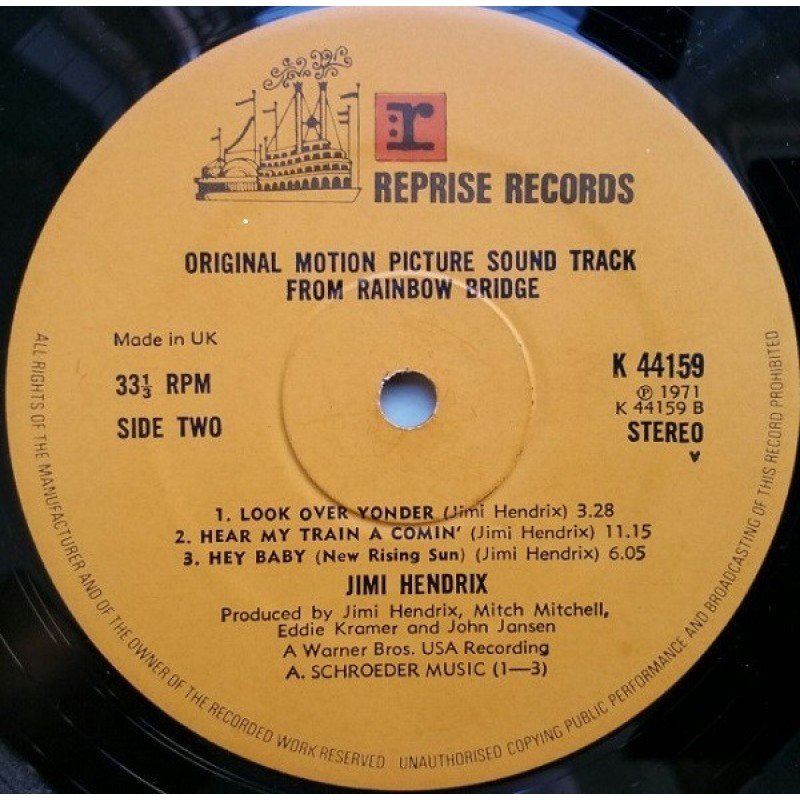 r
REPRISE RECORDS
ORIGINAL MOTION PICTURE SOUND TRACK
FROM RAINBOW BRIDGE
Made in UK
33⅓ RPM
SIDE TWO
K 44159
℗ 1971
K 44159 B
STEREO
1. LOOK OVER YONDER (Jimi Hendrix) 3.28
2. HEAR MY TRAIN A COMIN' (Jimi Hendrix) 11.15
3. HEY BABY (New Rising Sun) (Jimi Hendrix) 6.05
JIMI HENDRIX
Produced by Jimi Hendrix, Mitch Mitchell,
Eddie Kramer and John Jansen
A Warner Bros. USA Recording
A. SCHROEDER MUSIC (1—3)
ALL RIGHTS OF THE MANUFACTURER AND OF THE OWNER OF THE RECORDED WORK RESERVED UNAUTHORISED COPYING PUBLIC PERFORMANCE AND BROADCASTING OF THIS RECORD PROHIBITED